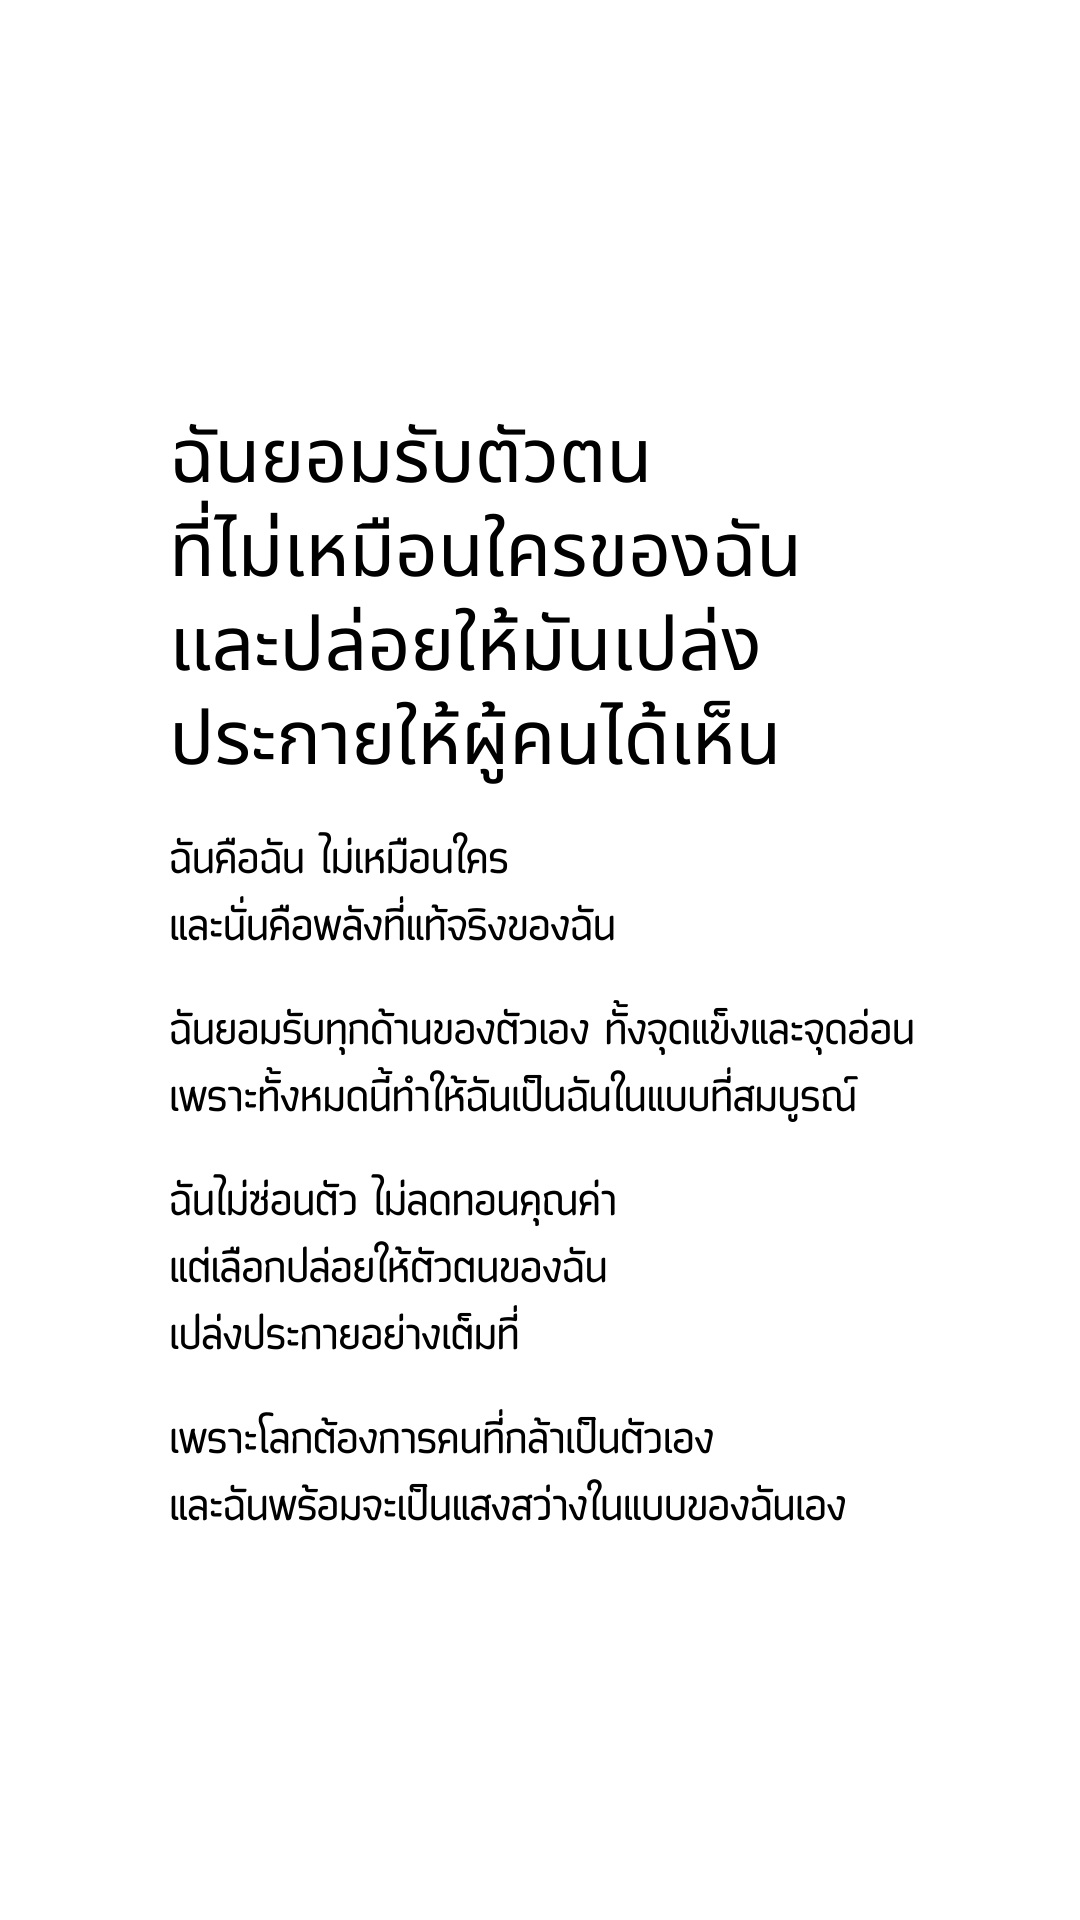 ฉันยอมรับตัวตน
ที่ไม่เหมือนใครของฉัน
และปล่อยให้มันเปล่ง
ประกายให้ผู้คนได้เห็น
ฉันคือฉัน ไม่เหมือนใคร
และนั่นคือพลังที่แท้จริงของฉัน
ฉันยอมรับทุกด้านของตัวเอง ทั้งจุดแข็งและจุดอ่อน
เพราะทั้งหมดนี้ทำให้ฉันเป็นฉันในแบบที่สมบูรณ์
ฉันไม่ซ่อนตัว ไม่ลดทอนคุณค่า
แต่เลือกปล่อยให้ตัวตนของฉัน
เปล่งประกายอย่างเต็มที่
เพราะโลกต้องการคนที่กล้าเป็นตัวเอง
และฉันพร้อมจะเป็นแสงสว่างในแบบของฉันเอง